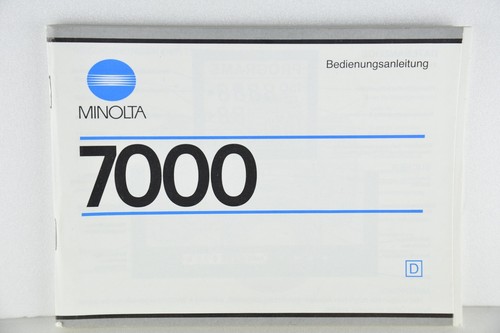 Bedienungsanleitung
MINOLTA
7000
D